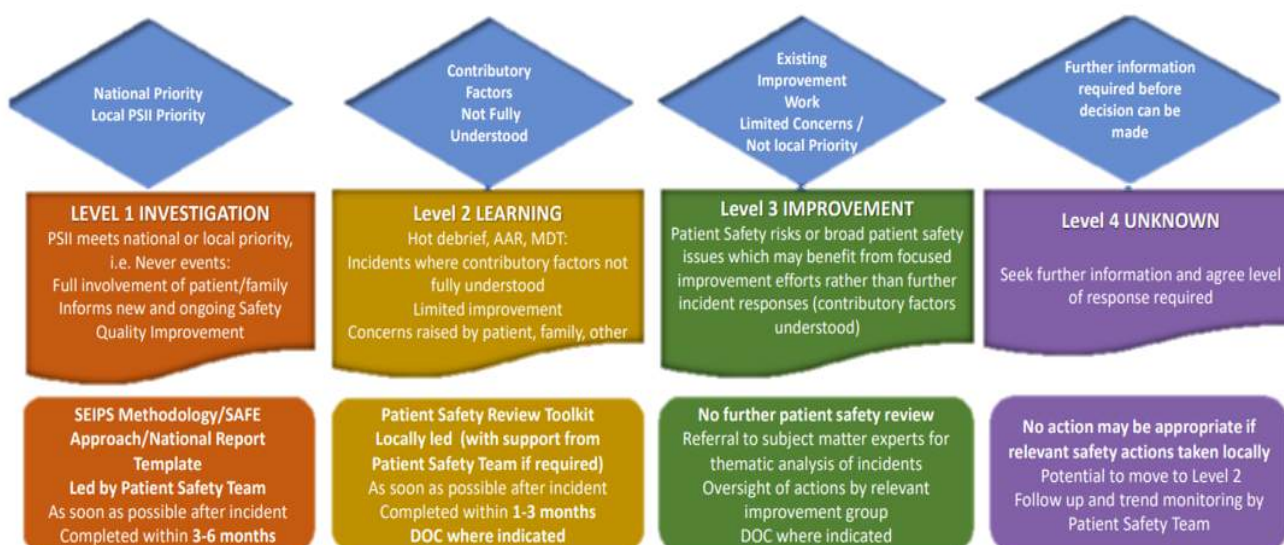 National Priority
Local PSII Priority
Contributory
Factors
Not Fully
Understood
Existing
Improvement
Work
Limited Concerns /
Not local Priority
Further information
required before
decision can be
made
LEVEL 1 INVESTIGATION
PSII meets national or local priority,
i.e. Never events:
Full involvement of patient/family
Informs new and ongoing Safety
Quality Improvement
Level 2 LEARNING
Hot debrief, AAR, MDT:
Incidents where contributory factors not
fully understood
Limited improvement
Concerns raised by patient, family, other
Level 3 IMPROVEMENT
Patient Safety risks or broad patient safety
issues which may benefit from focused
improvement efforts rather than further
incident responses (contributory factors
understood)
Level 4 UNKNOWN
Seek further information and agree level
of response required
SEIPS Methodology/SAFE
Approach/National Report
Template
Led by Patient Safety Team
As soon as possible after incident
Completed within 3-6 months
Patient Safety Review Toolkit
Locally led (with support from
Patient Safety Team if required)
As soon as possible after incident
Completed within 1-3 months
DOC where indicated
No further patient safety review
Referral to subject matter experts for
thematic analysis of incidents
Oversight of actions by relevant
improvement group
DOC where indicated
No action may be appropriate if
relevant safety actions taken locally
Potential to move to Level 2
Follow up and trend monitoring by
Patient Safety Team